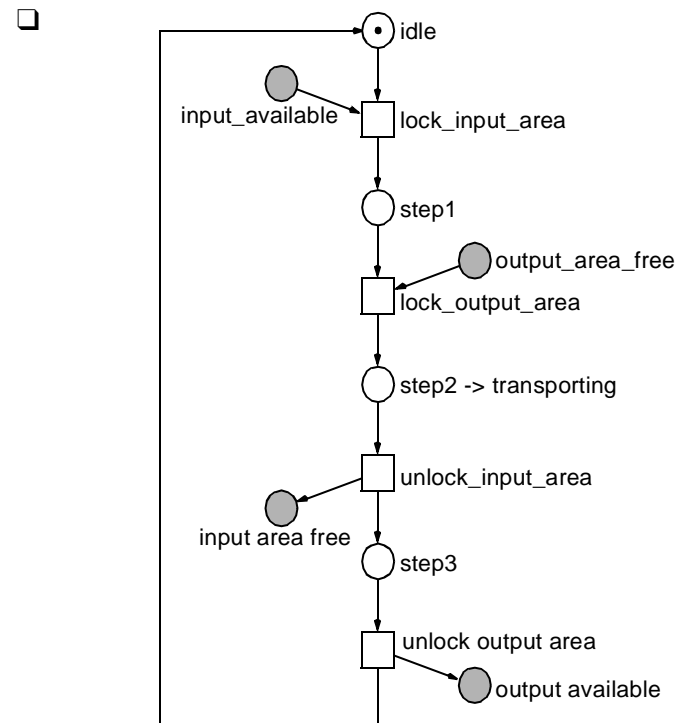 idle
input_available
lock_input_area
step1
output_area_free
lock_output_area
step2 -> transporting
unlock_input_area
input area free
step3
unlock output area
output available